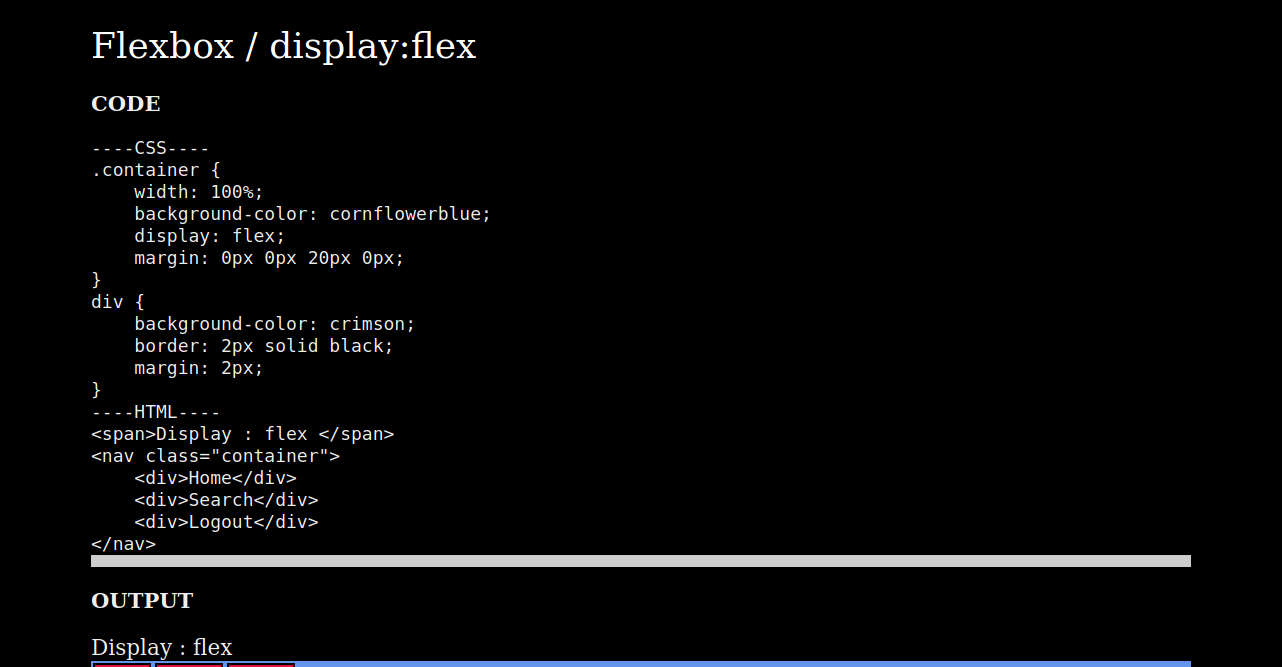 Flexbox / display:flex
CODE
----CSS----
.container {
    width: 100%;
    background-color: cornflowerblue;
    display: flex;
    margin: 0px 0px 20px 0px;
}
div {
    background-color: crimson;
    border: 2px solid black;
    margin: 2px;
}
----HTML----
<span>Display : flex </span>
<nav class="container">
    <div>Home</div>
    <div>Search</div>
    <div>Logout</div>
</nav>
OUTPUT
Display : flex